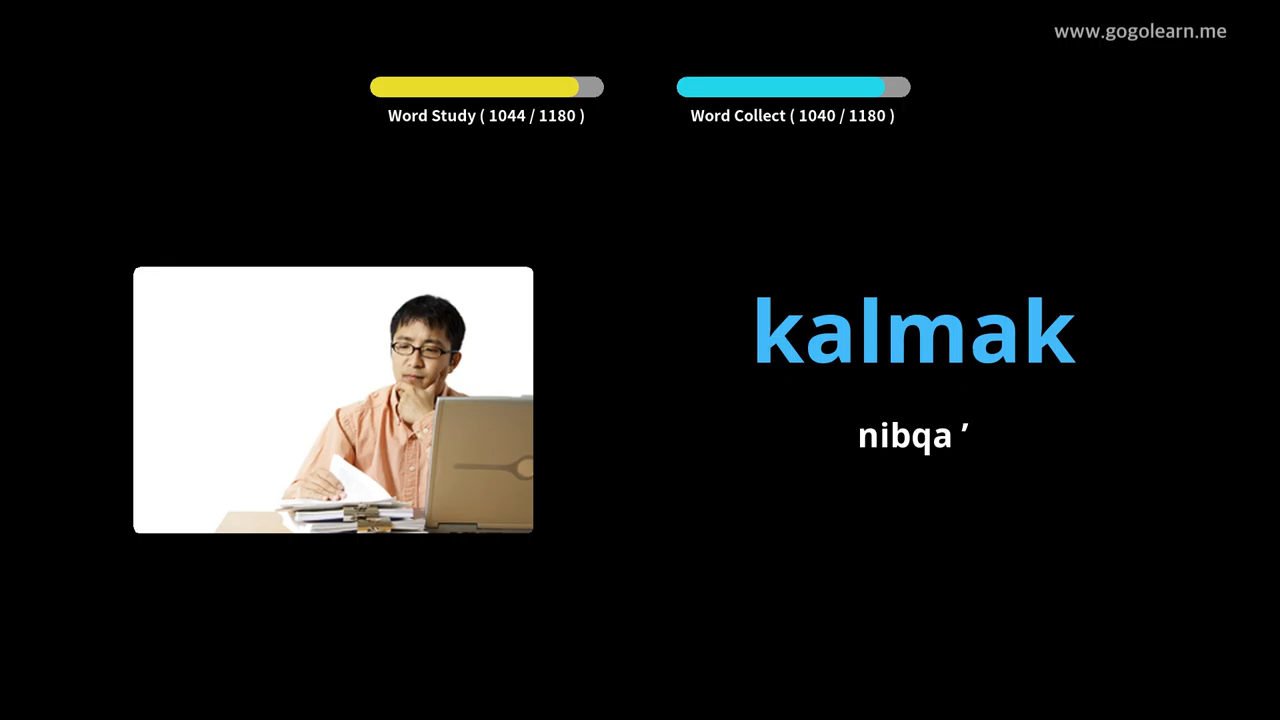 www.gogolearn.me
Word Study ( 1044 / 1180 )
Word Collect ( 1040 / 1180 )
kalmak
nibqa ’